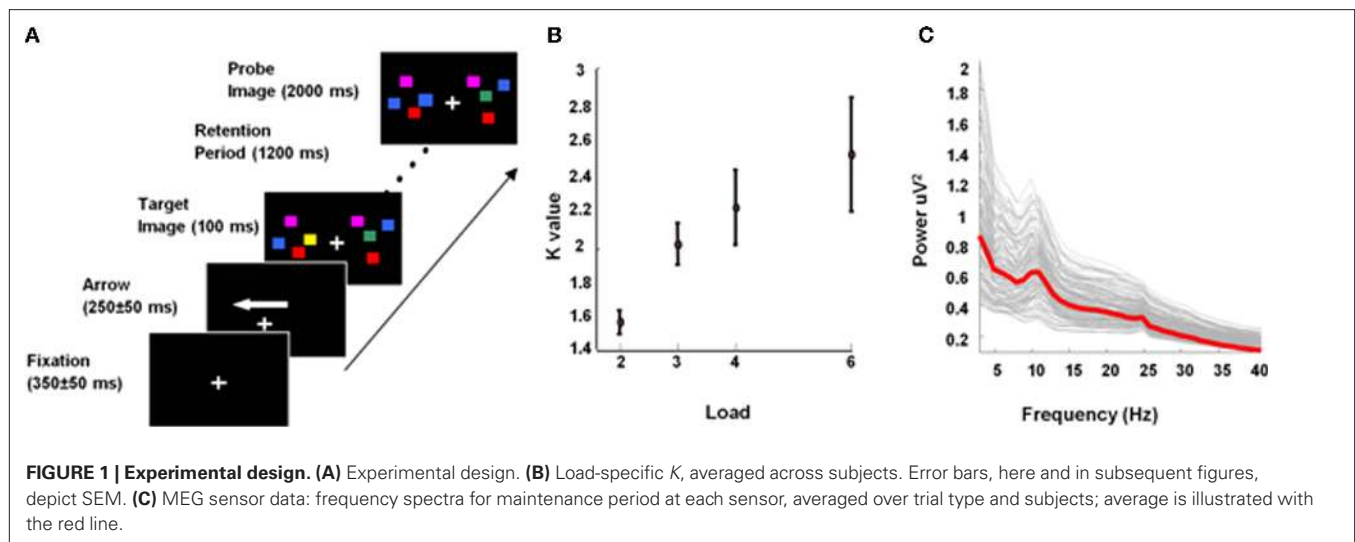 A
Probe
Image (2000 ms)
Retention
Period (1200 ms)
Target
Image (100 ms)
Arrow
(250±50 ms)
Fixation
(350±50 ms)
B
3
2.8
2.6
2.4
2.2
2
1.8
1.6
1.4
K value
2 3 4 6
Load
C
2
1.8
1.6
1.4
1.2
1
0.8
0.6
0.4
0.2
Power uV²
5 10 15 20 25 30 35 40
Frequency (Hz)
FIGURE 1 | Experimental design. (A) Experimental design. (B) Load-specific K, averaged across subjects. Error bars, here and in subsequent figures,
depict SEM. (C) MEG sensor data: frequency spectra for maintenance period at each sensor, averaged over trial type and subjects; average is illustrated with
the red line.